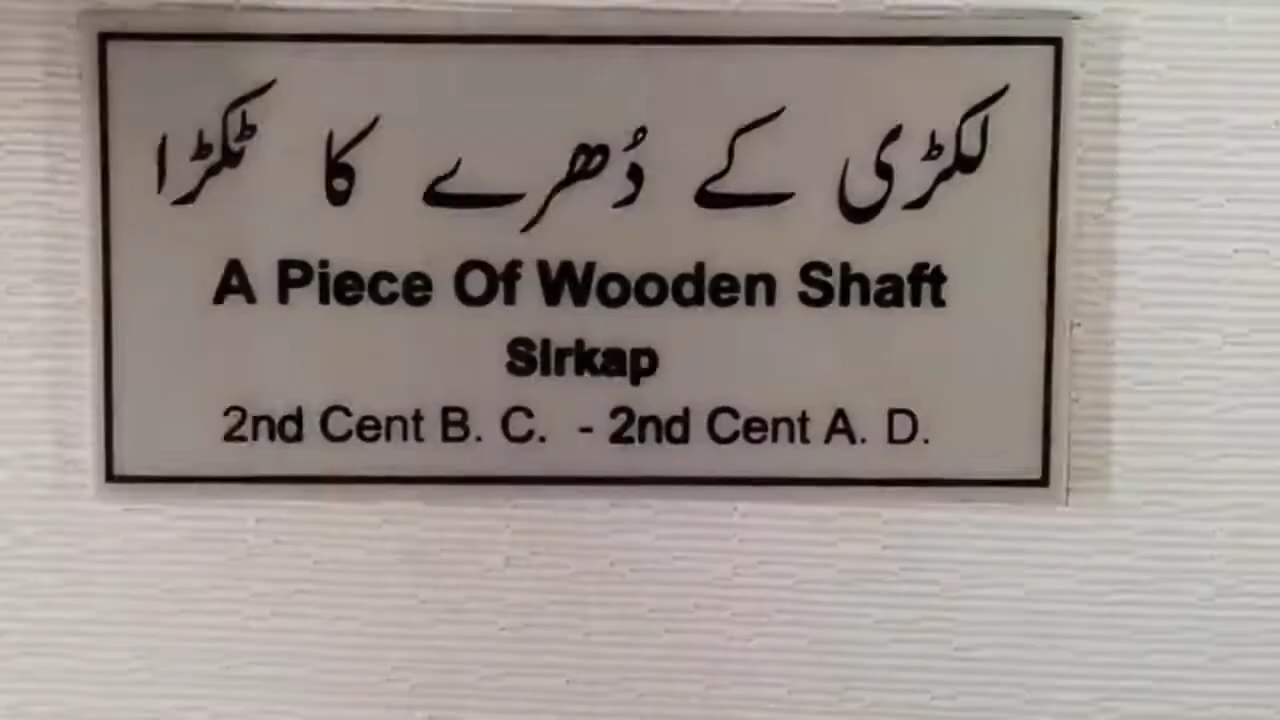 لکڑی کے دُھرے کا ٹکڑا
A Piece Of Wooden Shaft
Sirkap
2nd Cent B. C. - 2nd Cent A. D.